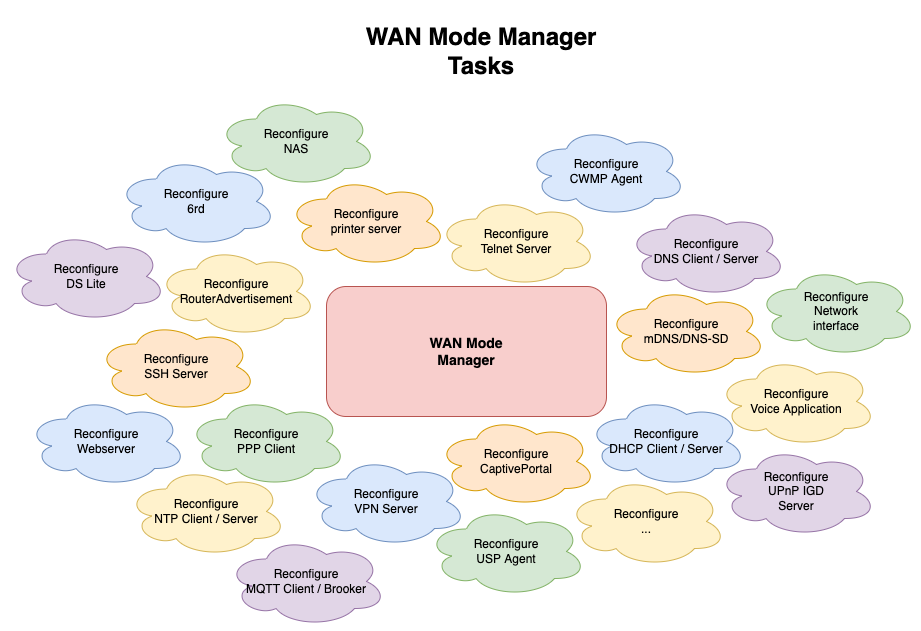 WAN Mode Manager
Tasks
Reconfigure
NAS
Reconfigure
CWMP Agent
Reconfigure
6rd
Reconfigure
printer server
Reconfigure
Telnet Server
Reconfigure
DNS Client / Server
Reconfigure
DS Lite
Reconfigure
RouterAdvertisement
Reconfigure
Network
interface
Reconfigure
mDNS/DNS-SD
WAN Mode
Manager
Reconfigure
SSH Server
Reconfigure
Voice Application
Reconfigure
Webserver
Reconfigure
PPP Client
Reconfigure
CaptivePortal
Reconfigure
DHCP Client / Server
Reconfigure
UPnP IGD
Server
Reconfigure
NTP Client / Server
Reconfigure
VPN Server
Reconfigure
...
Reconfigure
USP Agent
Reconfigure
MQTT Client / Brooker